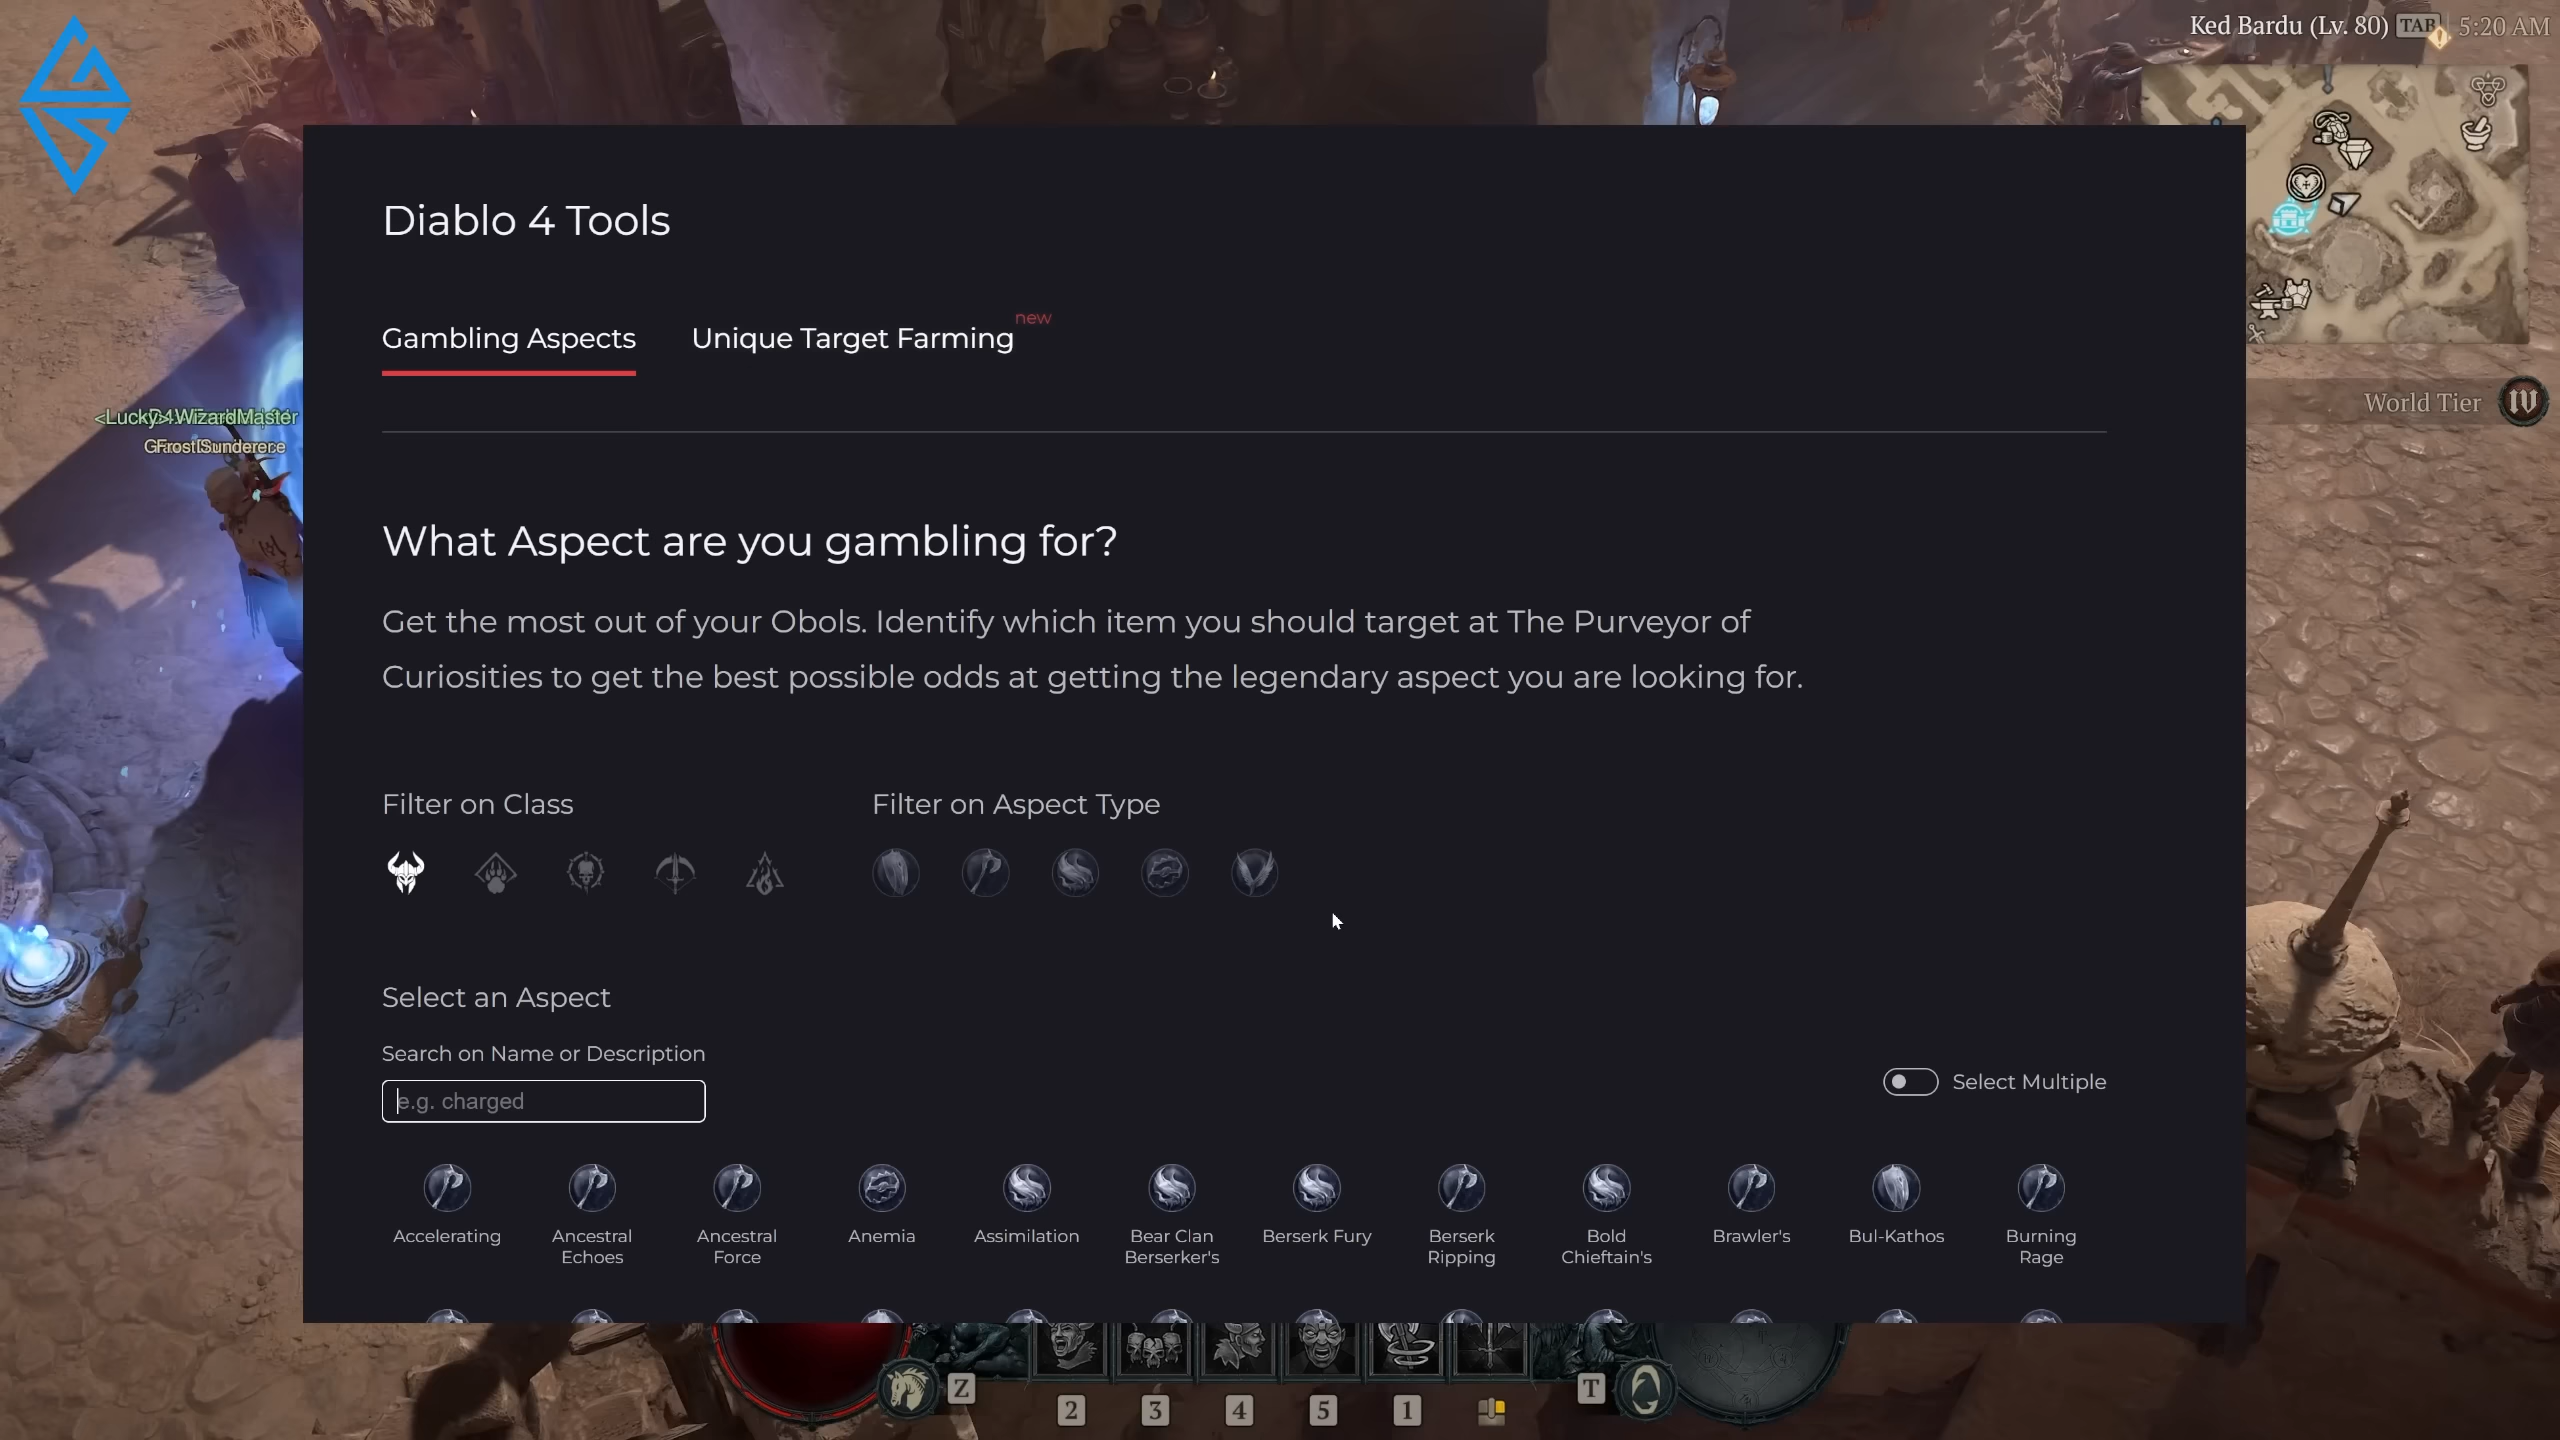 Ked Bardu (Lv. 80) TAB 5:20 AM
Diablo 4 Tools
Gambling Aspects
Unique Target Farming
new
World Tier
IV
What Aspect are you gambling for?
Get the most out of your Obols. Identify which item you should target at The Purveyor of
Curiosities to get the best possible odds at getting the legendary aspect you are looking for.
Filter on Class
Filter on Aspect Type
Select an Aspect
Search on Name or Description
e.g. charged
Select Multiple
Accelerating
Ancestral
Echoes
Ancestral
Force
Anemia
Assimilation
Bear Clan
Berserker's
Berserk Fury
Berserk
Ripping
Bold
Chieftain's
Brawler's
Bul-Kathos
Burning
Rage
Z
2
3
4
5
1
T